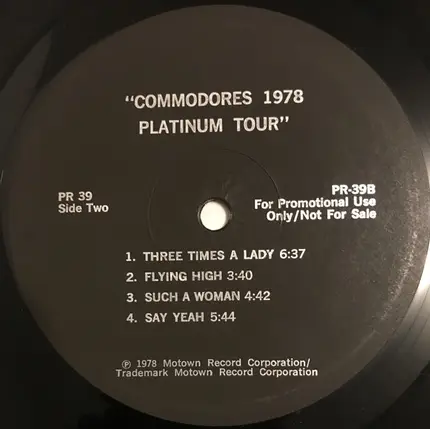 "COMMODORES 1978
PLATINUM TOUR"
PR 39
Side Two
PR-39B
For Promotional Use
Only/Not For Sale
1. THREE TIMES A LADY 6:37
2. FLYING HIGH 3:40
3. SUCH A WOMAN 4:42
4. SAY YEAH 5:44
℗ 1978 Motown Record Corporation/
Trademark Motown Record Corporation